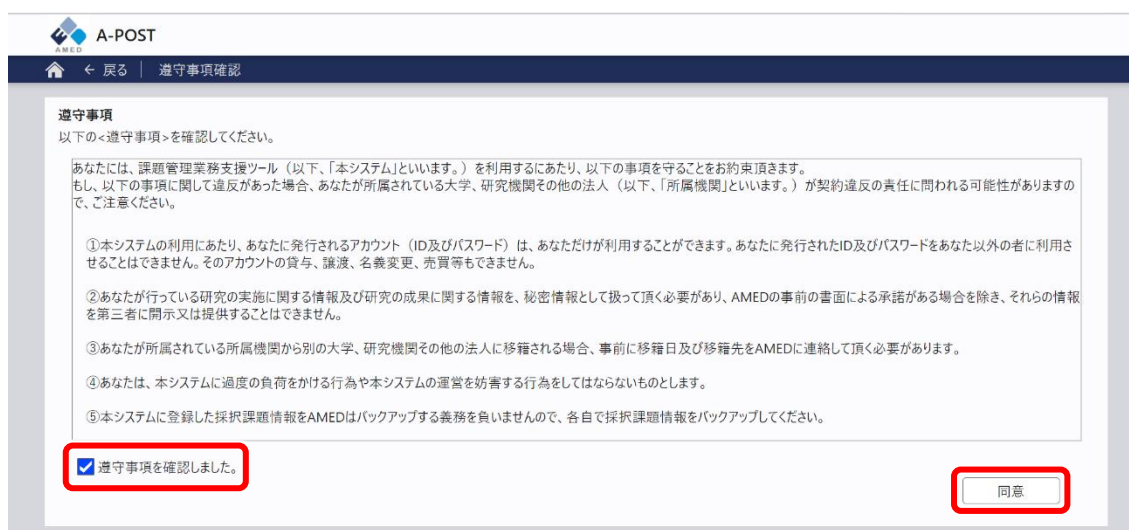 AMED
A-POST
← 戻る | 遵守事項確認
遵守事項
以下の<遵守事項>を確認してください。
あなたには、課題管理業務支援ツール（以下、「本システム」といいます。）を利用するにあたり、以下の事項を守ることをお約束頂きます。
もし、以下の事項に関して違反があった場合、あなたが所属されている大学、研究機関その他の法人（以下、「所属機関」といいます。）が契約違反の責任に問われる可能性がありますの
で、ご注意ください。
①本システムの利用にあたり、あなたに発行されるアカウント（ID及びパスワード）は、あなただけが利用することができます。あなたに発行されたID及びパスワードをあなた以外の者に利用さ
せることはできません。そのアカウントの貸与、譲渡、名義変更、売買等もできません。
②あなたが行っている研究の実施に関する情報及び研究の成果に関する情報を、秘密情報として扱って頂く必要があり、AMEDの事前の書面による承諾がある場合を除き、それらの情報
を第三者に開示又は提供することはできません。
③あなたが所属されている所属機関から別の大学、研究機関その他の法人に移籍される場合、事前に移籍日及び移籍先をAMEDに連絡して頂く必要があります。
④あなたは、本システムに過度の負荷をかける行為や本システムの運営を妨害する行為をしてはならないものとします。
⑤本システムに登録した採択課題情報をAMEDはバックアップする義務を負いませんので、各自で採択課題情報をバックアップしてください。
遵守事項を確認しました。
同意